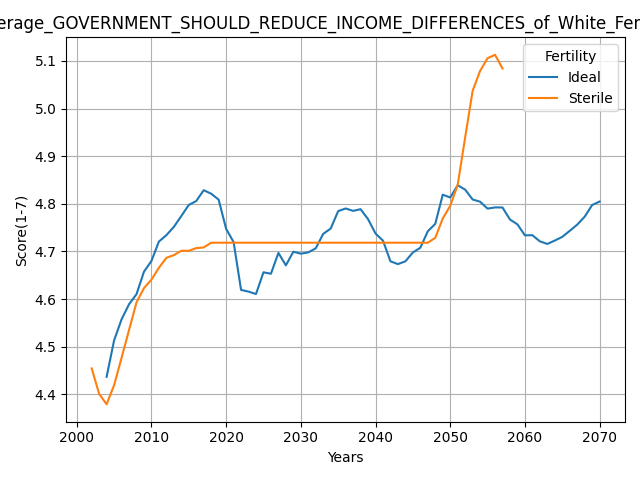 erage_GOVERNMENT_SHOULD_REDUCE_INCOME_DIFFERENCES_of_White_Fer
Fertility
Ideal
Sterile
5.1
5.0
4.9
4.8
4.7
4.6
4.5
4.4
Score(1-7)
2000 2010 2020 2030 2040 2050 2060 2070
Years